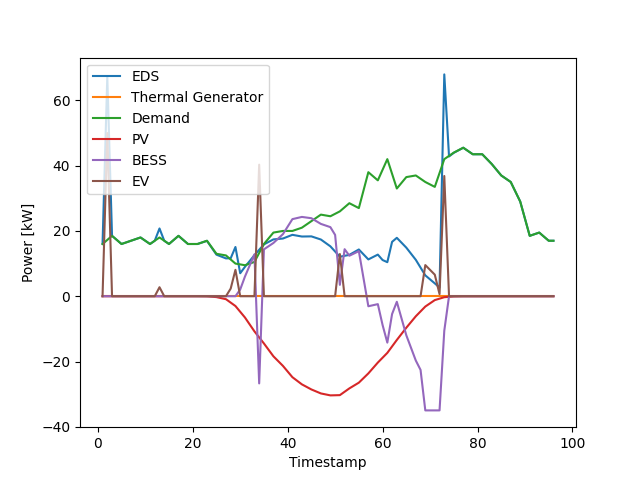 EDS
Thermal Generator
Demand
PV
BESS
EV
Power [kW]
60
40
20
0
−20
−40
0 20 40 60 80 100
Timestamp